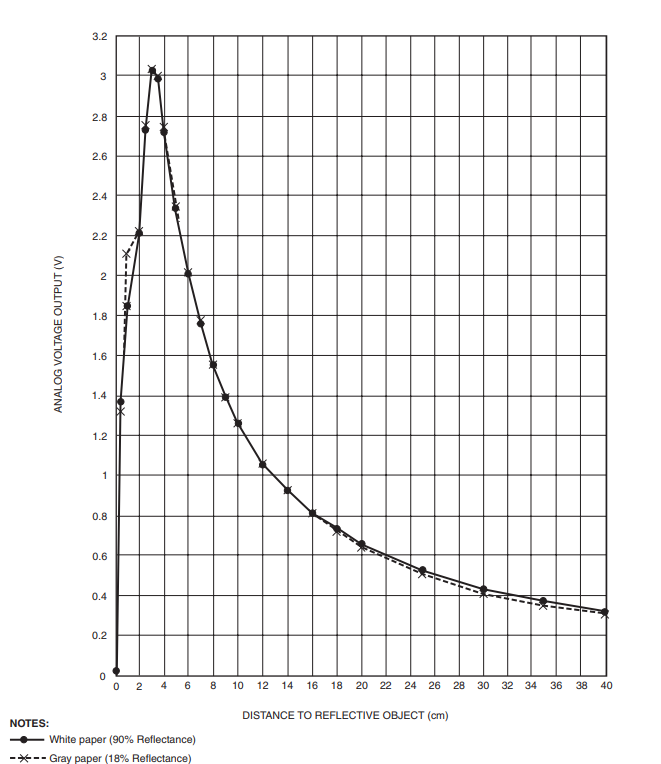 3.2
3
2.8
2.6
2.4
2.2
2
1.8
1.6
1.4
1.2
1
0.8
0.6
0.4
0.2
0
ANALOG VOLTAGE OUTPUT (V)
0 2 4 6 8 10 12 14 16 18 20 22 24 26 28 30 32 34 36 38 40
DISTANCE TO REFLECTIVE OBJECT (cm)
NOTES:
White paper (90% Reflectance)
Gray paper (18% Reflectance)